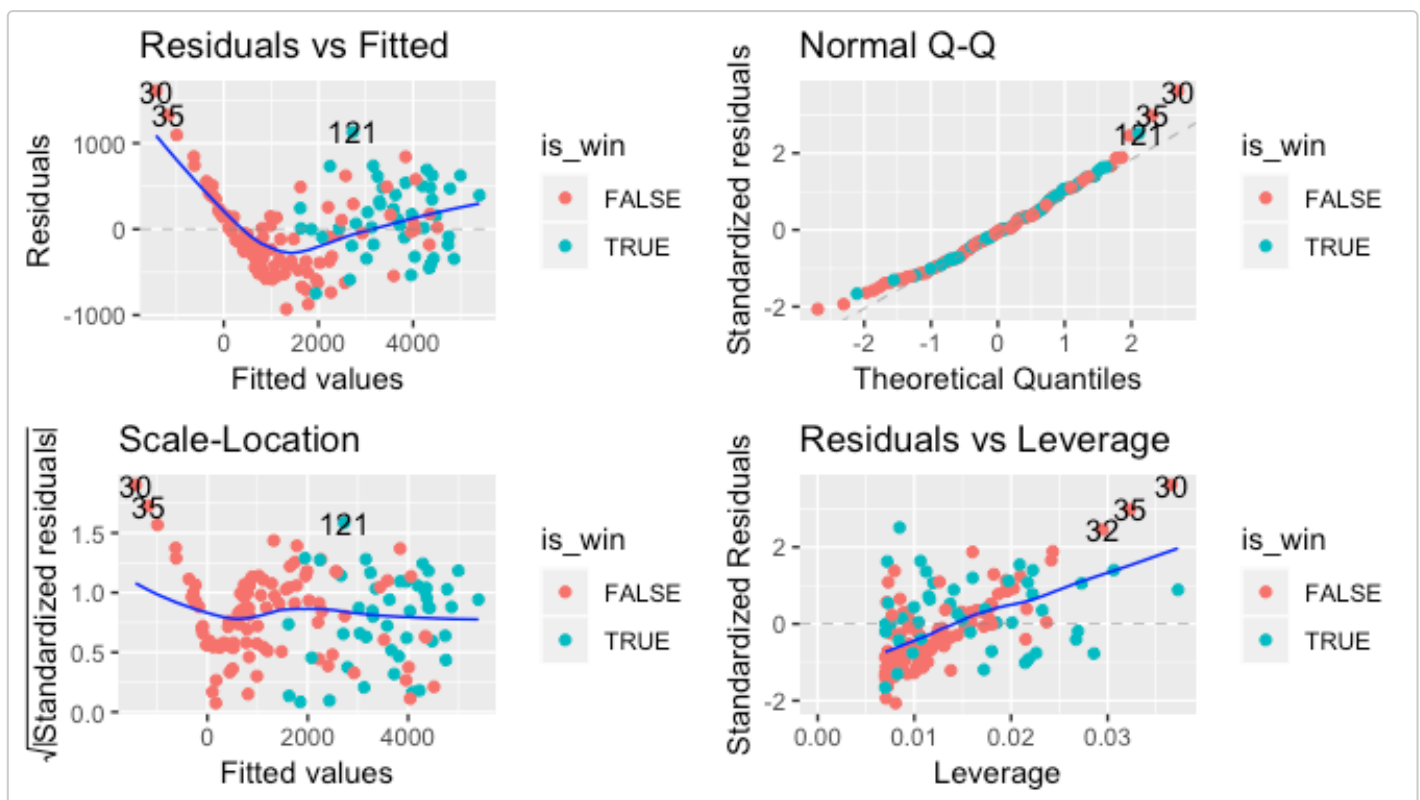 Residuals vs Fitted
Residuals
1000
0
-1000
30
35
121
0
2000
4000
Fitted values
is_win
FALSE
TRUE
Normal Q-Q
Standardized residuals
2
0
-2
30
35
121
-2
-1
0
1
2
Theoretical Quantiles
is_win
FALSE
TRUE
Scale-Location
√|Standardized residuals|
1.5
1.0
0.5
0.0
30
35
121
0
2000
4000
Fitted values
is_win
FALSE
TRUE
Residuals vs Leverage
Standardized Residuals
2
0
-2
30
35
32
0.00
0.01
0.02
0.03
Leverage
is_win
FALSE
TRUE